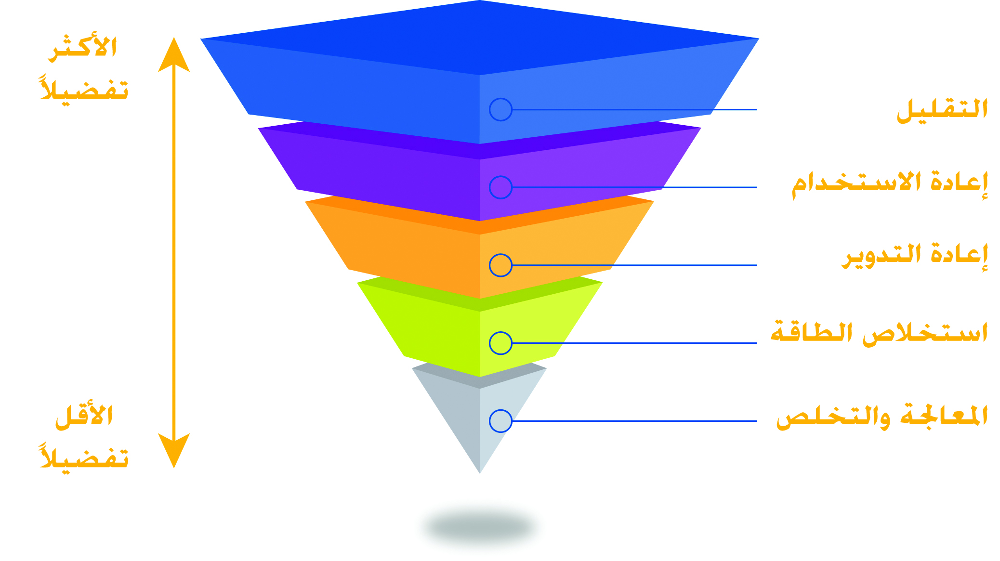 الأكثر
تفضيلاً
التقليل
إعادة الاستخدام
إعادة التدوير
استخلاص الطاقة
المعالجة والتخلص
الأقل
تفضيلاً